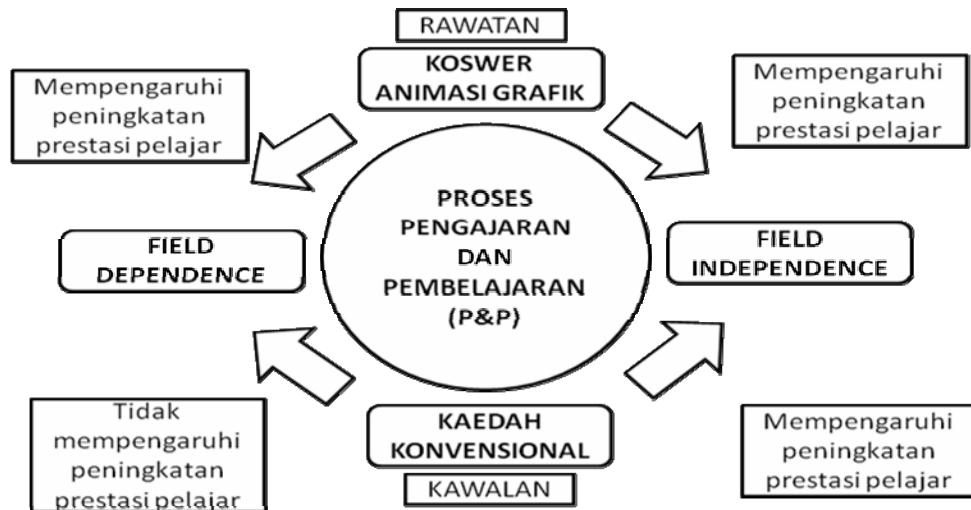 RAWATAN
KOSWER
ANIMASI GRAFIK
Mempengaruhi
peningkatan
prestasi pelajar
Mempengaruhi
peningkatan
prestasi pelajar
PROSES
PENGAJARAN
DAN
PEMBELAJARAN
(P&P)
FIELD
DEPENDENCE
FIELD
INDEPENDENCE
Tidak
mempengaruhi
peningkatan
prestasi pelajar
KAEDAH
KONVENSIONAL
KAWALAN
Mempengaruhi
peningkatan
prestasi pelajar